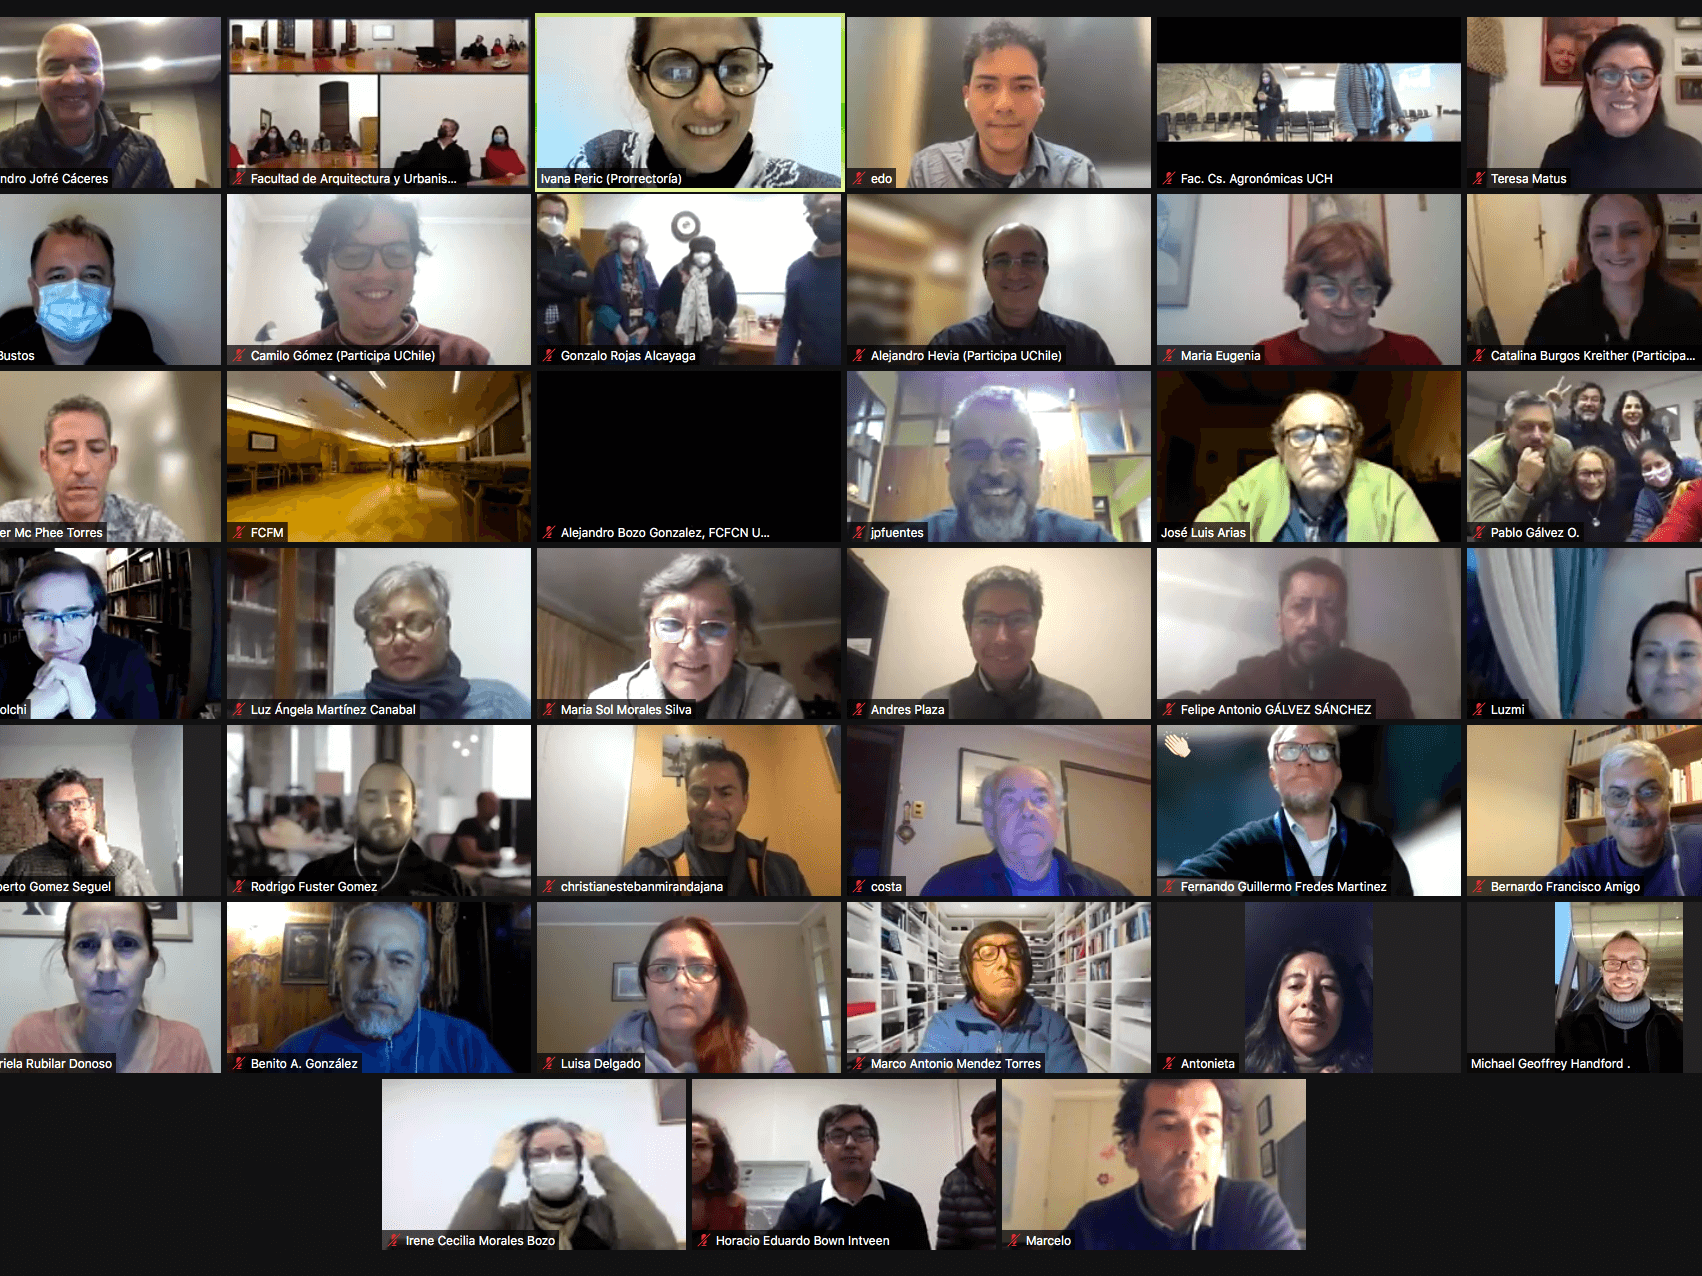 ndro Jofré Cáceres
Facultad de Arquitectura y Urbanis...
Ivana Peric (Prorrectoría)
edo
Fac. Cs. Agronómicas UCH
Teresa Matus
Bustos
Camilo Gómez (Participa UChile)
Gonzalo Rojas Alcayaga
Alejandro Hevia (Participa UChile)
Maria Eugenia
Catalina Burgos Kreither (Participa...
er Mc Phee Torres
FCFM
Alejandro Bozo Gonzalez, FCFCN U...
jpfuentes
José Luis Arias
Pablo Gálvez O.
olchi
Luz Ángela Martínez Canabal
Maria Sol Morales Silva
Andres Plaza
Felipe Antonio GÁLVEZ SÁNCHEZ
Luzmi
berto Gomez Seguel
Rodrigo Fuster Gomez
christianestebanmirandajana
costa
Fernando Guillermo Fredes Martinez
Bernardo Francisco Amigo
riela Rubilar Donoso
Benito A. González
Luisa Delgado
Marco Antonio Mendez Torres
Antonieta
Michael Geoffrey Handford .
Irene Cecilia Morales Bozo
Horacio Eduardo Bown Intveen
Marcelo